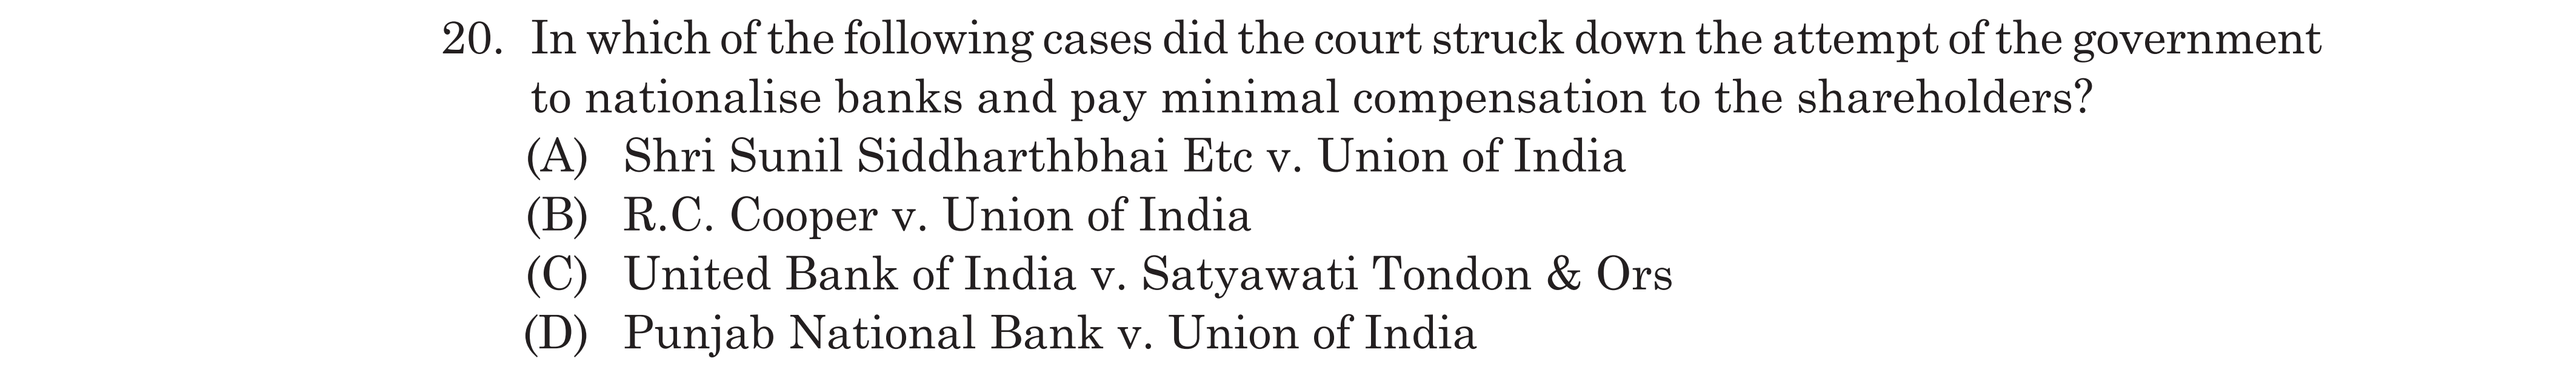 20. In which of the following cases did the court struck down the attempt of the government
to nationalise banks and pay minimal compensation to the shareholders?
(A) Shri Sunil Siddharthbhai Etc v. Union of India
(B) R.C. Cooper v. Union of India
(C) United Bank of India v. Satyawati Tondon & Ors
(D) Punjab National Bank v. Union of India